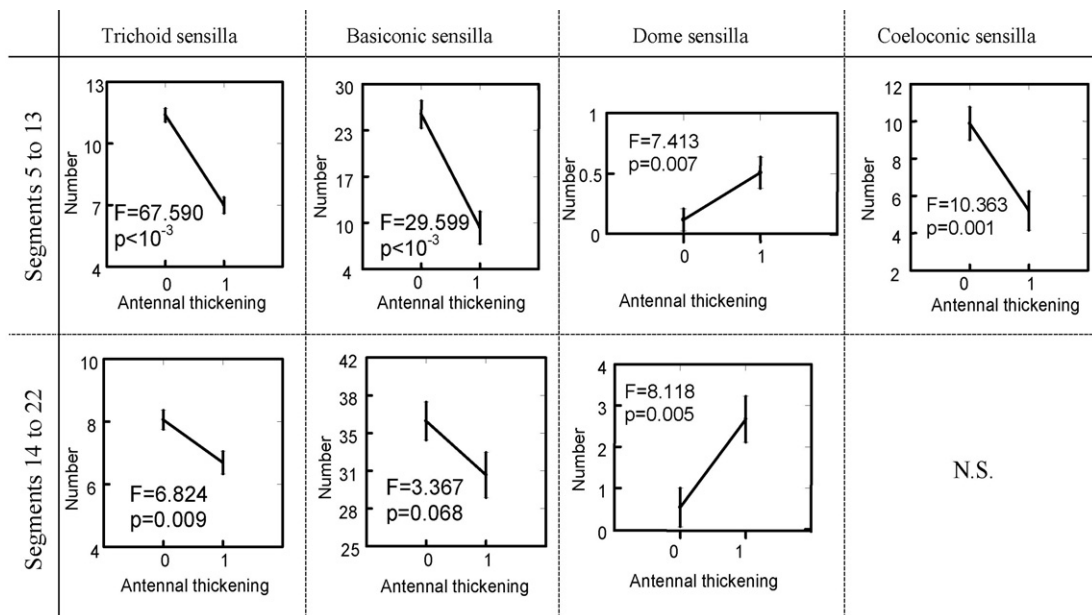 Trichoid sensilla
Basiconic sensilla
Dome sensilla
Coeloconic sensilla
Segments 5 to 13
Number
13
10
7
4
F=67.590
p<10⁻³
0
1
Antennal thickening
Number
30
23
17
10
4
F=29.599
p<10⁻³
0
1
Antennal thickening
Number
1
0.5
0
F=7.413
p=0.007
0
1
Antennal thickening
Number
12
10
8
6
4
2
F=10.363
p=0.001
0
1
Antennal thickening
Segments 14 to 22
Number
10
8
6
4
F=6.824
p=0.009
0
1
Antennal thickening
Number
42
38
35
31
28
25
F=3.367
p=0.068
0
1
Antennal thickening
Number
4
3
2
1
0
F=8.118
p=0.005
0
1
Antennal thickening
N.S.